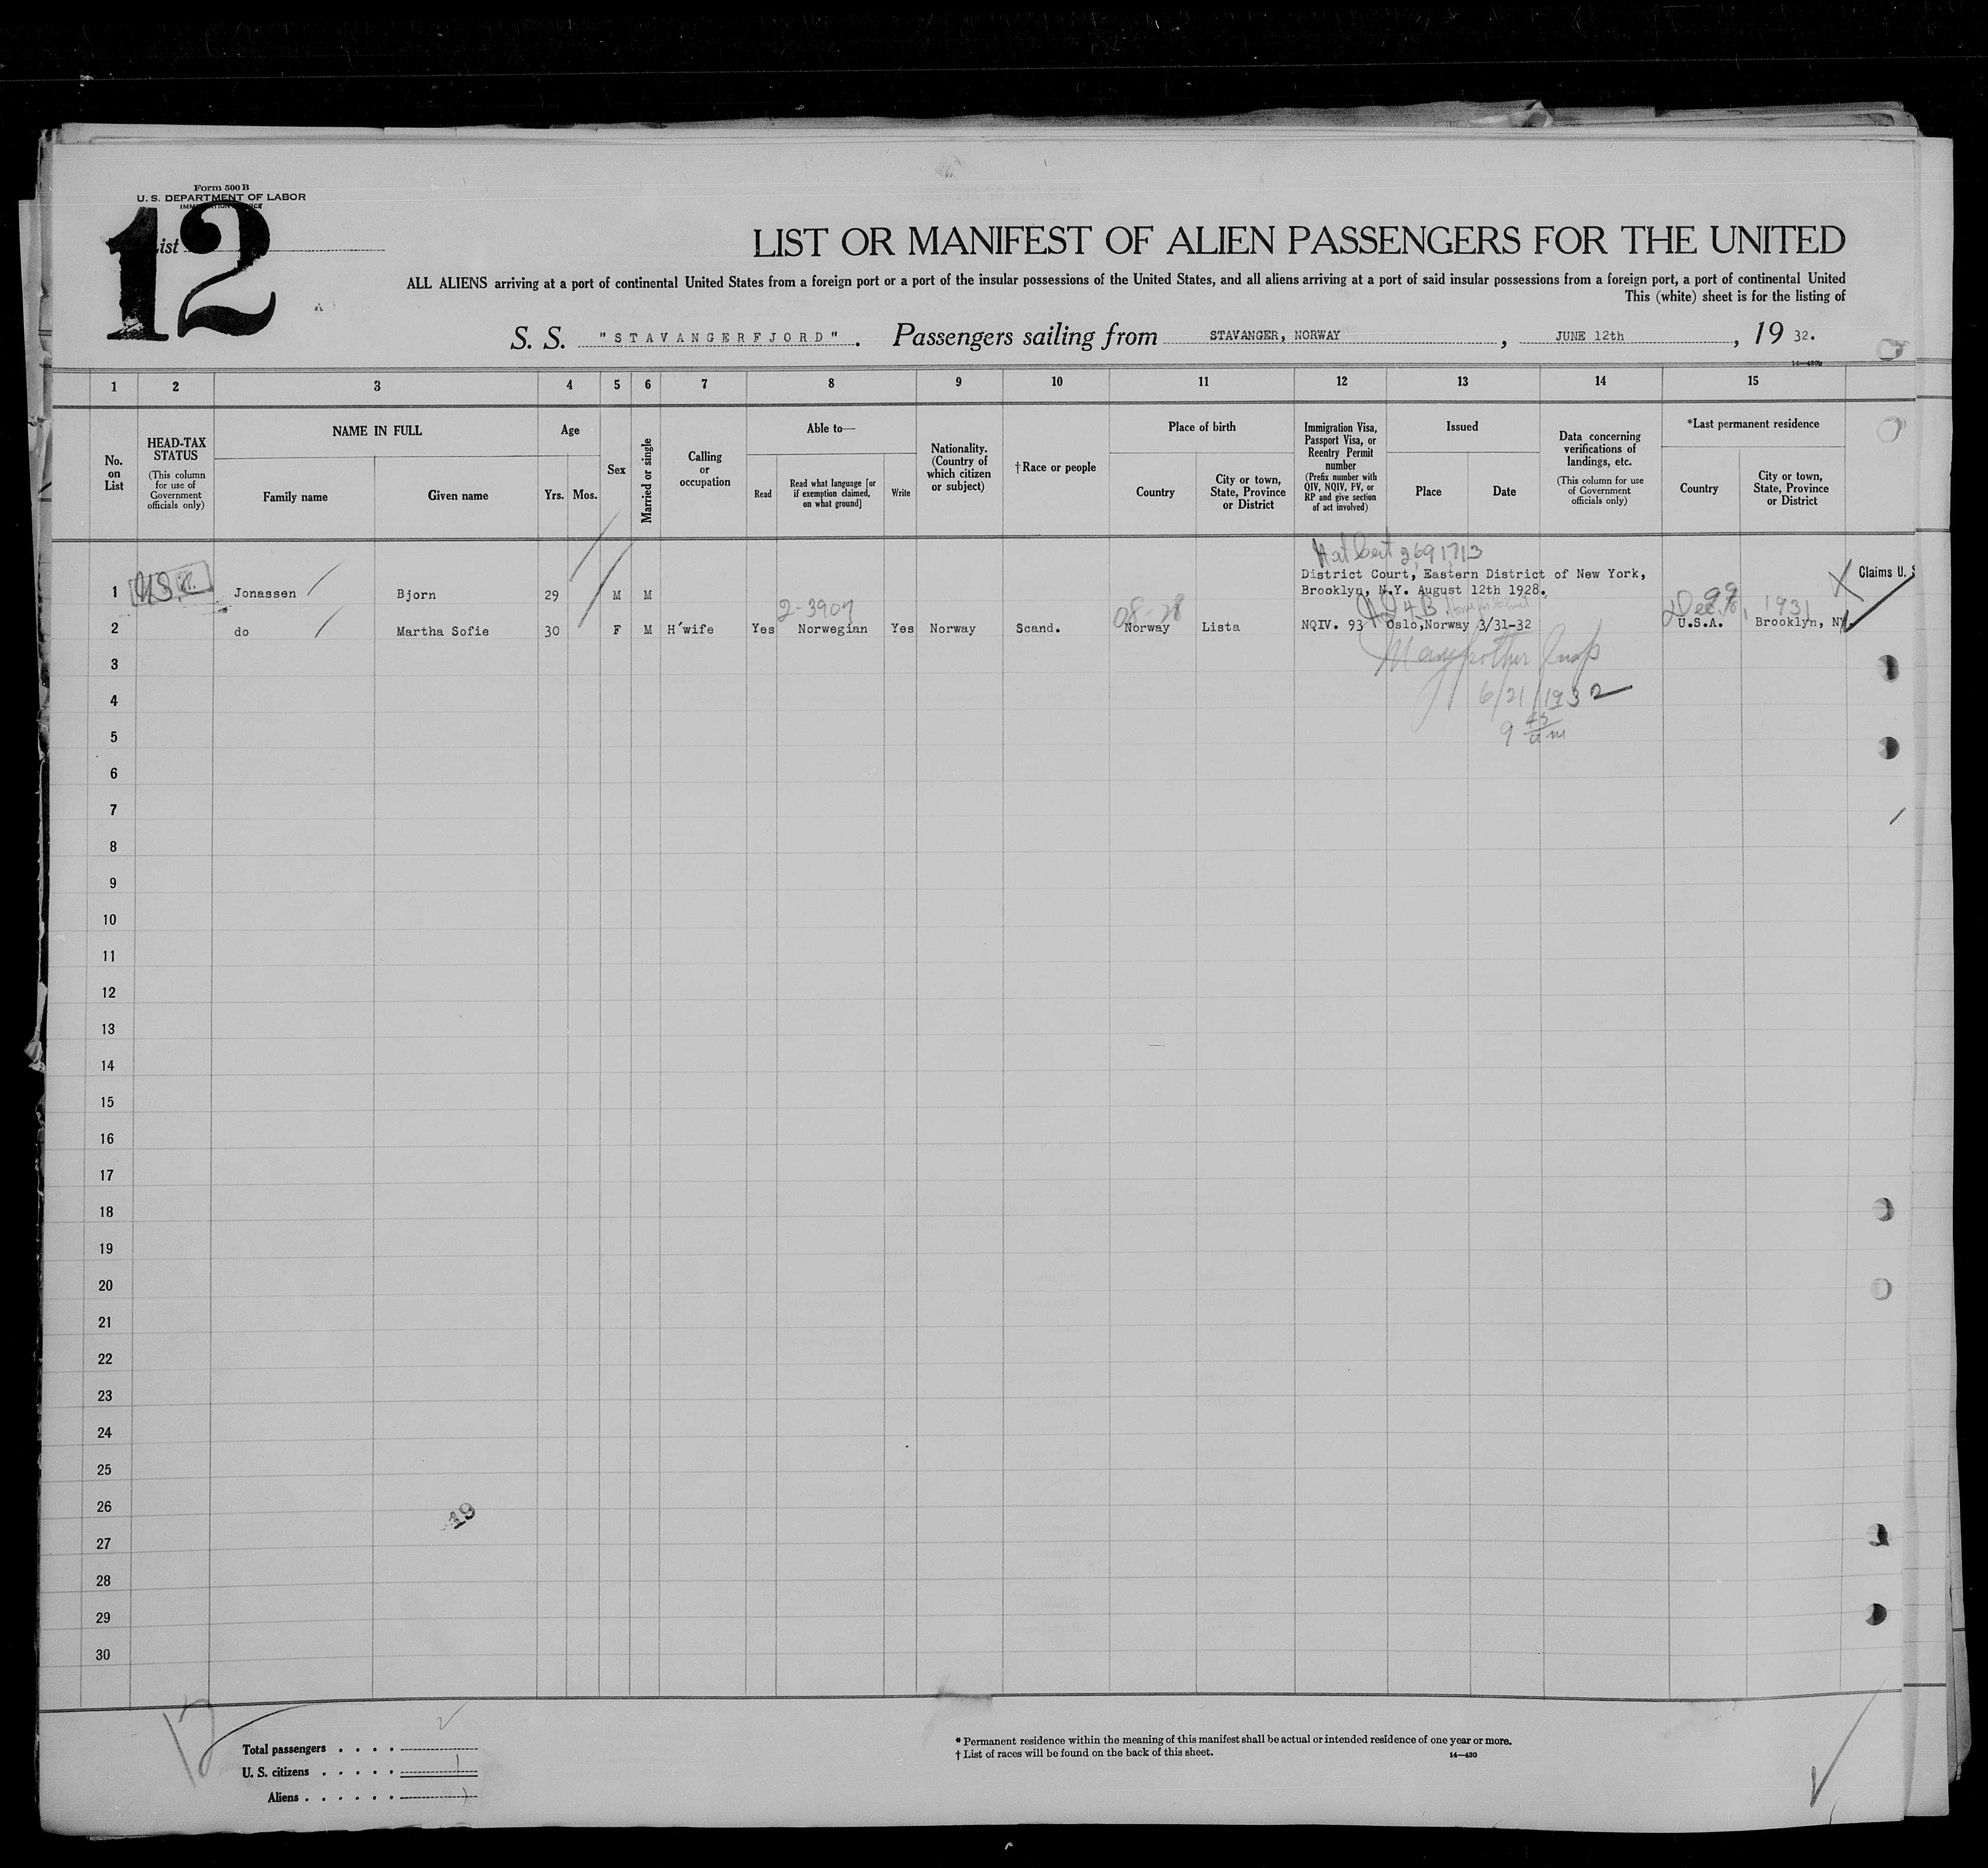 Form 500 B
U. S. DEPARTMENT OF LABOR
12
List
LIST OR MANIFEST OF ALIEN PASSENGERS FOR THE UNITED
ALL ALIENS arriving at a port of continental United States from a foreign port or a port of the insular possessions of the United States, and all aliens arriving at a port of said insular possessions from a foreign port, a port of continental United
This (white) sheet is for the listing of
S. S. "STAVANGERFJORD". Passengers sailing from STAVANGER, NORWAY, JUNE 12th, 19 32.
14—430b
1 2 3 4 5 6 7 8 9 10 11 12 13 14 15
No. on List
HEAD-TAX STATUS
(This column for use of Government officials only)
NAME IN FULL
Family name
Given name
Age
Yrs.
Mos.
Sex
Married or single
Calling or occupation
Able to—
Read
Read what language [or if exemption claimed, on what ground]
Write
Nationality. (Country of which citizen or subject)
†Race or people
Place of birth
Country
City or town, State, Province or District
Immigration Visa, Passport Visa, or Reentry Permit number
(Prefix number with QIV, NQIV, PV, or RP and give section of act involved)
Issued
Place
Date
Data concerning verifications of landings, etc.
(This column for use of Government officials only)
*Last permanent residence
Country
City or town, State, Province or District
2691713
District Court, Eastern District of New York,
Brooklyn, N.Y. August 12th 1928.
Claims U. S
1 Jonassen Bjorn 29 M M
2-3907
4 B
Dec. 1931
2 do Martha Sofie 30 F M H'wife Yes Norwegian Yes Norway Scand. Norway Lista NQIV. 93 Oslo,Norway 3/31-32 U.S.A. Brooklyn, NY.
3
4 6/21/1932
5
6
7
8
9
10
11
12
13
14
15
16
17
18
19
20
21
22
23
24
25
26
19
27
28
29
30
12
Total passengers
U. S. citizens 1
Aliens 1
* Permanent residence within the meaning of this manifest shall be actual or intended residence of one year or more.
† List of races will be found on the back of this sheet.
14—430